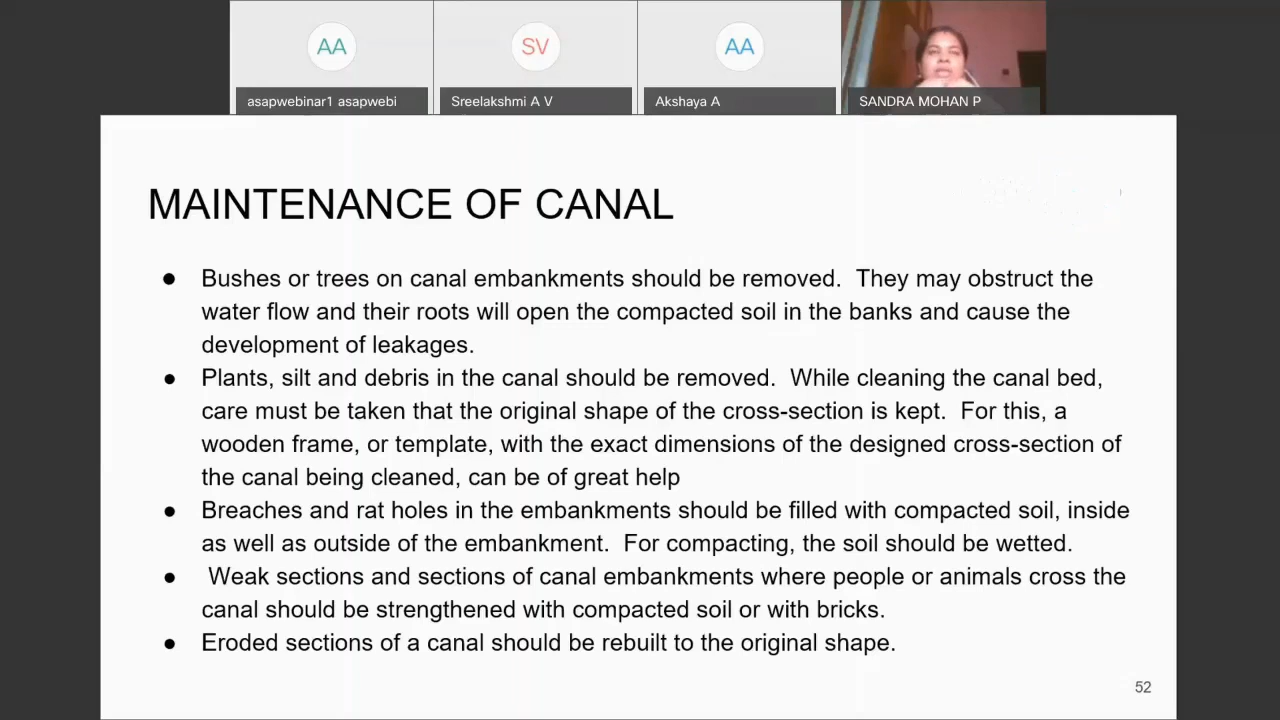 AA
SV
AA
asapwebinar1 asapwebi
Sreelakshmi A V
Akshaya A
SANDRA MOHAN P
MAINTENANCE OF CANAL
● Bushes or trees on canal embankments should be removed.  They may obstruct the
water flow and their roots will open the compacted soil in the banks and cause the
development of leakages.
● Plants, silt and debris in the canal should be removed.  While cleaning the canal bed,
care must be taken that the original shape of the cross-section is kept.  For this, a
wooden frame, or template, with the exact dimensions of the designed cross-section of
the canal being cleaned, can be of great help
● Breaches and rat holes in the embankments should be filled with compacted soil, inside
as well as outside of the embankment.  For compacting, the soil should be wetted.
● Weak sections and sections of canal embankments where people or animals cross the
canal should be strengthened with compacted soil or with bricks.
● Eroded sections of a canal should be rebuilt to the original shape.
52